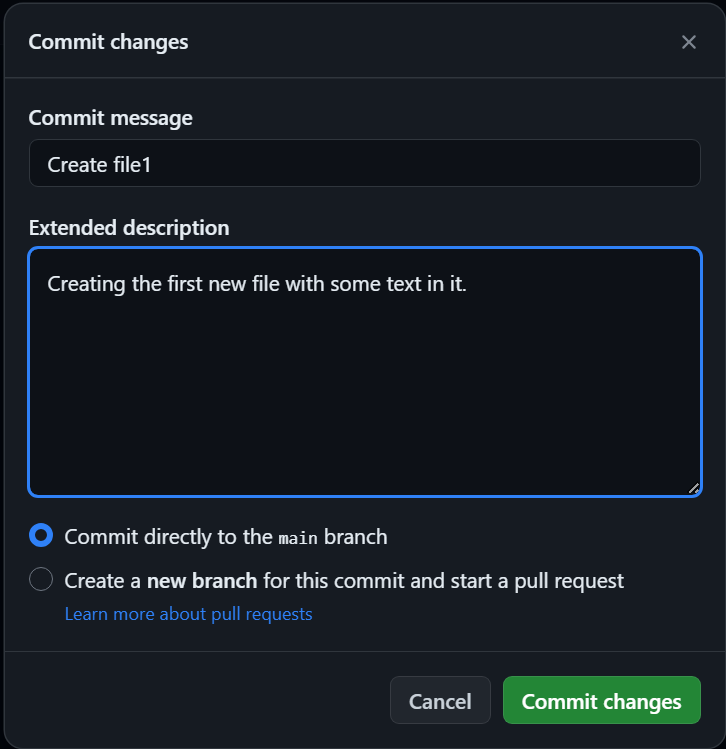 Commit changes
Commit message
Create file1
Extended description
Creating the first new file with some text in it.
Commit directly to the main branch
Create a new branch for this commit and start a pull request
Learn more about pull requests
Cancel
Commit changes